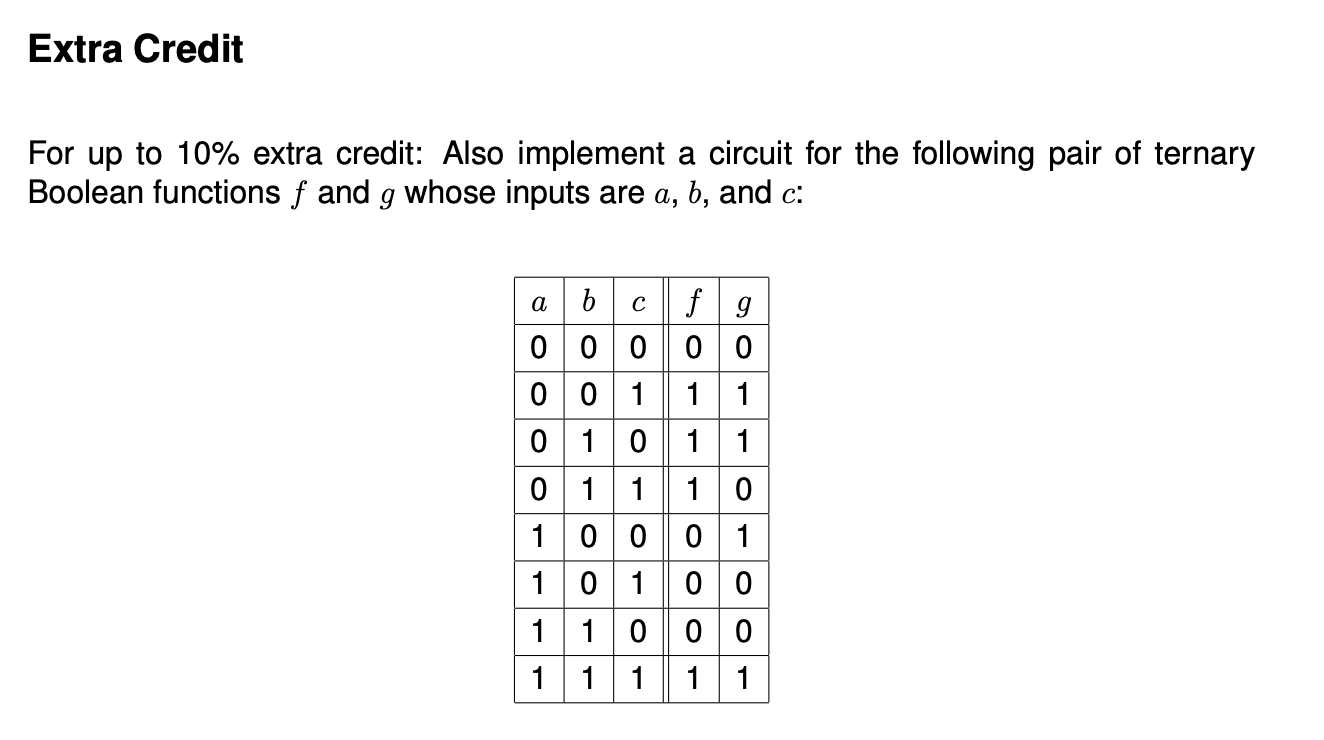 Extra Credit
For up to 10% extra credit: Also implement a circuit for the following pair of ternary
Boolean functions f and g whose inputs are a, b, and c:
a b c f g
0 0 0 0 0
0 0 1 1 1
0 1 0 1 1
0 1 1 1 0
1 0 0 0 1
1 0 1 0 0
1 1 0 0 0
1 1 1 1 1